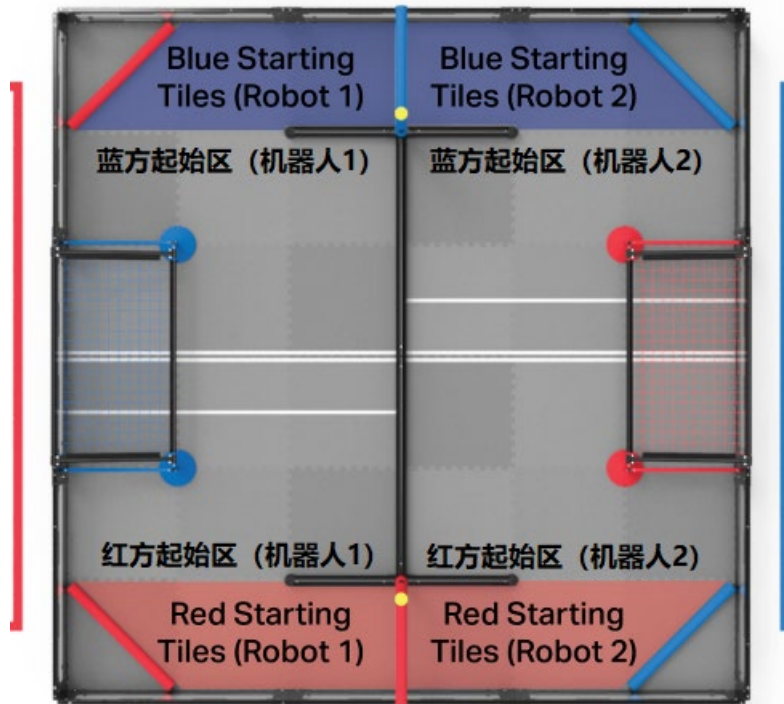 Blue Starting
Tiles (Robot 1)
Blue Starting
Tiles (Robot 2)
蓝方起始区（机器人1）
蓝方起始区（机器人2）
红方起始区（机器人1）
红方起始区（机器人2）
Red Starting
Tiles (Robot 1)
Red Starting
Tiles (Robot 2)